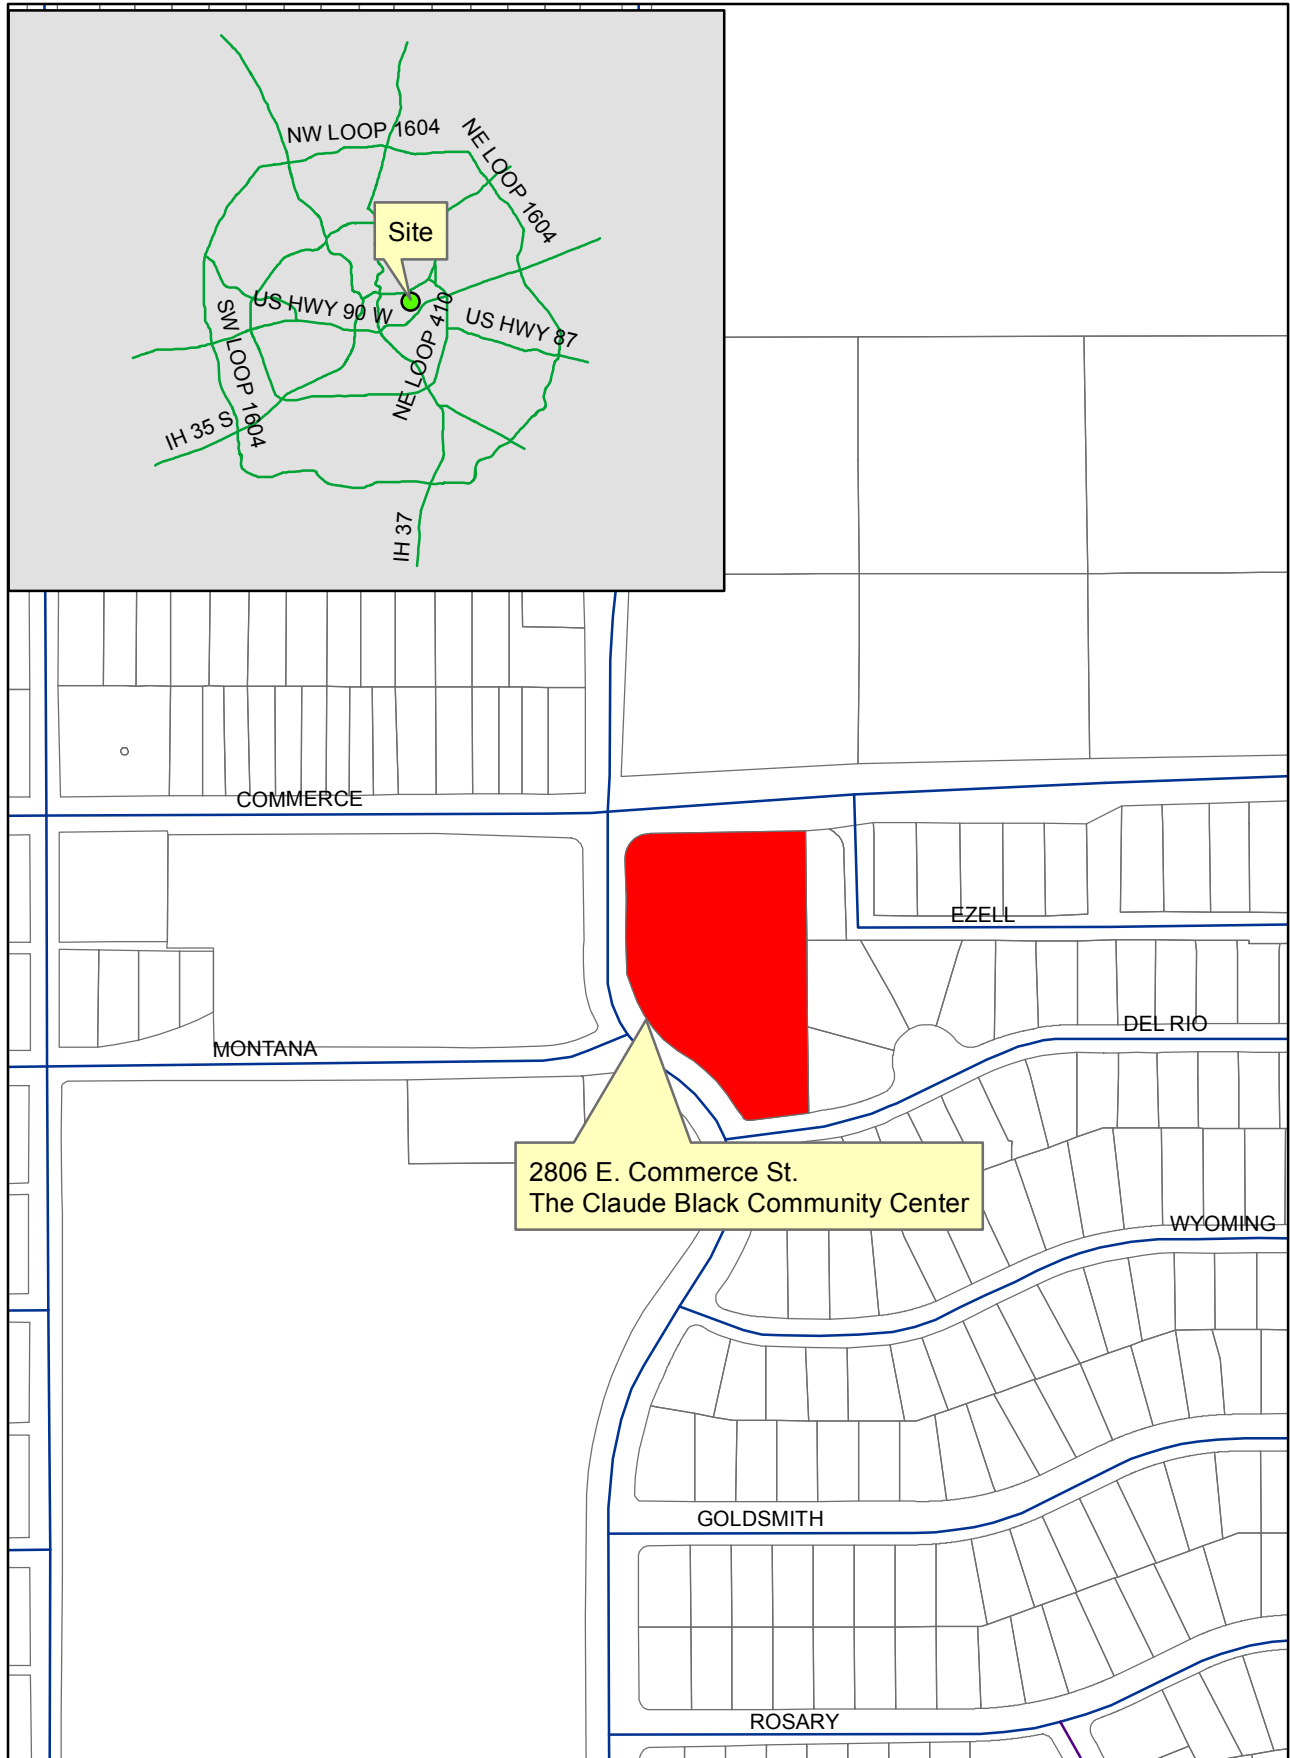 NW LOOP 1604
NE LOOP 1604
Site
US HWY 90 W
US HWY 87
SW LOOP 1604
NE LOOP 410
IH 35 S
IH 37
COMMERCE
EZELL
DEL RIO
MONTANA
2806 E. Commerce St.
The Claude Black Community Center
WYOMING
GOLDSMITH
ROSARY